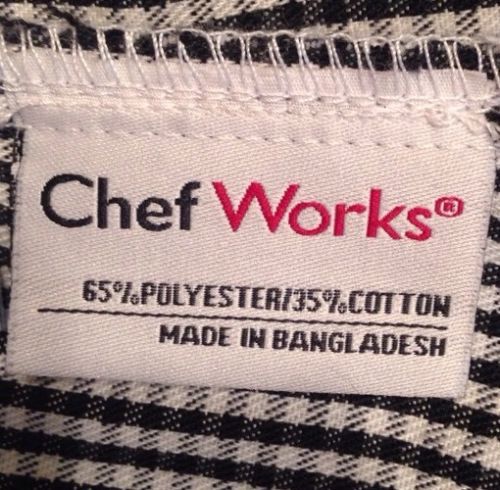 Chef Works®
65%POLYESTER/35%COTTON
MADE IN BANGLADESH